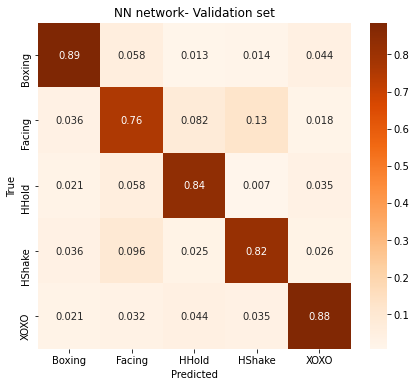 NN network- Validation set
Boxing 0.89 0.058 0.013 0.014 0.044
Facing 0.036 0.76 0.082 0.13 0.018
HHold 0.021 0.058 0.84 0.007 0.035
HShake 0.036 0.096 0.025 0.82 0.026
XOXO 0.021 0.032 0.044 0.035 0.88
True
Boxing Facing HHold HShake XOXO
Predicted
0.8
0.7
0.6
0.5
0.4
0.3
0.2
0.1